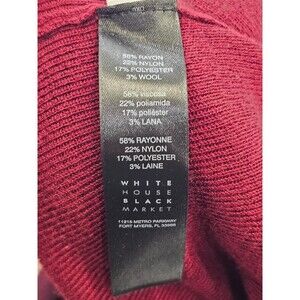 58% RAYON
22% NYLON
17% POLYESTER
3% WOOL
58% viscosa
22% poliamida
17% poliéster
3% LANA
58% RAYONNE
22% NYLON
17% POLYESTER
3% LAINE
WHITE
HOUSE
BLACK
MARKET
11215 METRO PARKWAY
FORT MYERS, FL 33966